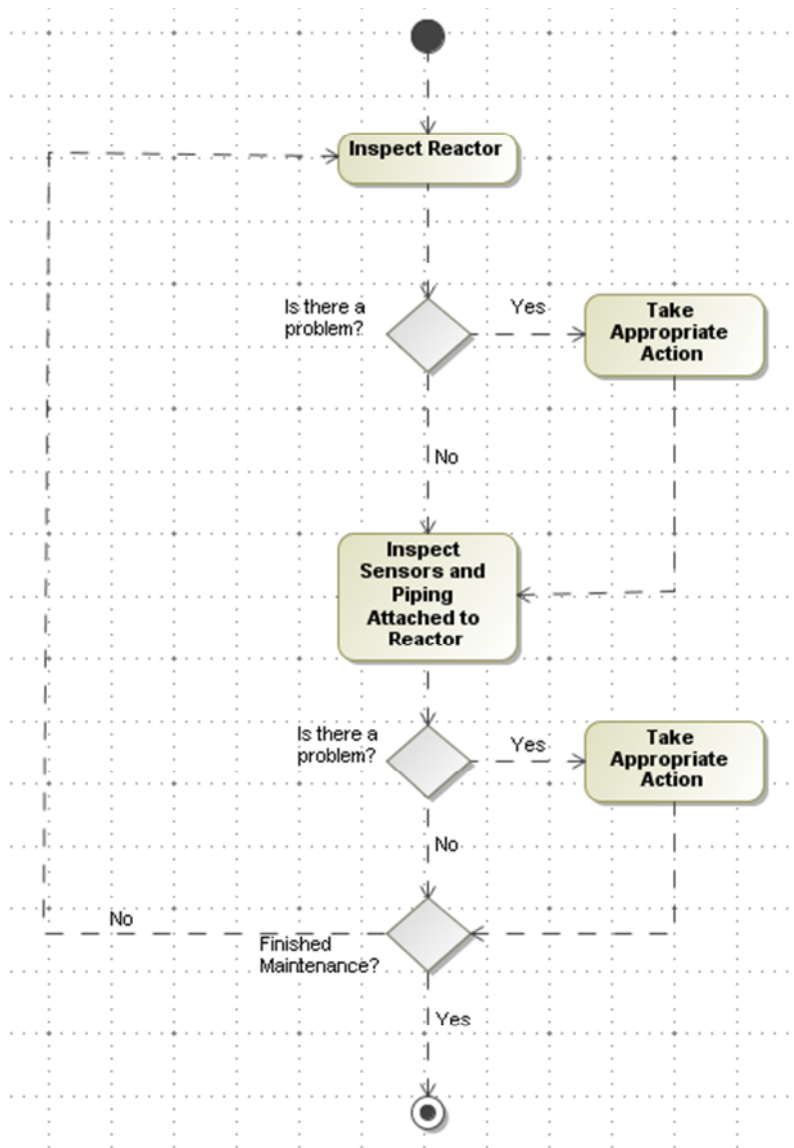 Inspect Reactor
Is there a
problem?
Yes
Take
Appropriate
Action
No
Inspect
Sensors and
Piping
Attached to
Reactor
Is there a
problem?
Yes
Take
Appropriate
Action
No
No
Finished
Maintenance?
Yes